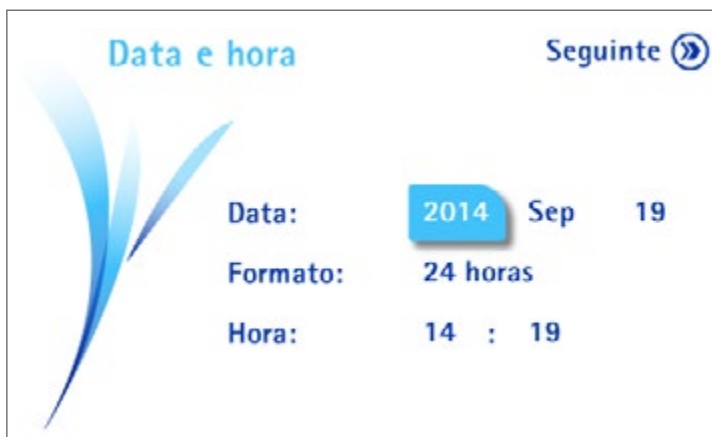 Data e hora
Seguinte
Data: 2014 Sep 19
Formato: 24 horas
Hora: 14 : 19